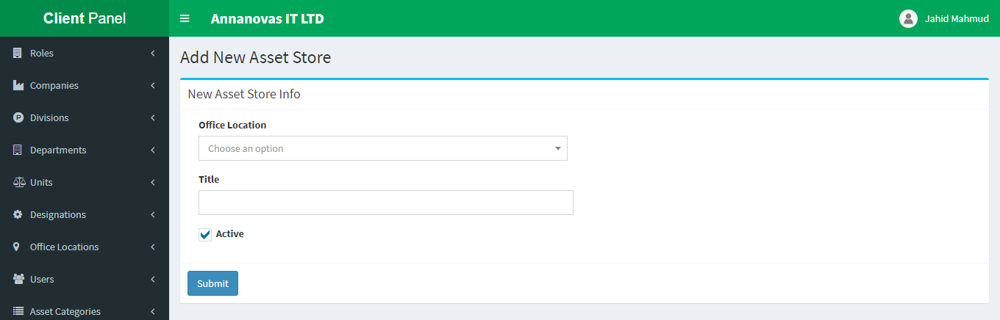 Client Panel
Annanovas IT LTD
Jahid Mahmud
Roles
Companies
Divisions
Departments
Units
Designations
Office Locations
Users
Asset Categories
Add New Asset Store
New Asset Store Info
Office Location
Choose an option
Title
Active
Submit